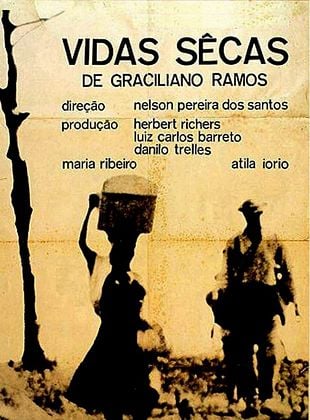 VIDAS SÊCAS
DE GRACILIANO RAMOS
direção nelson pereira dos santos
produção herbert richers
luiz carlos barreto
danilo trelles
maria ribeiro atila iorio